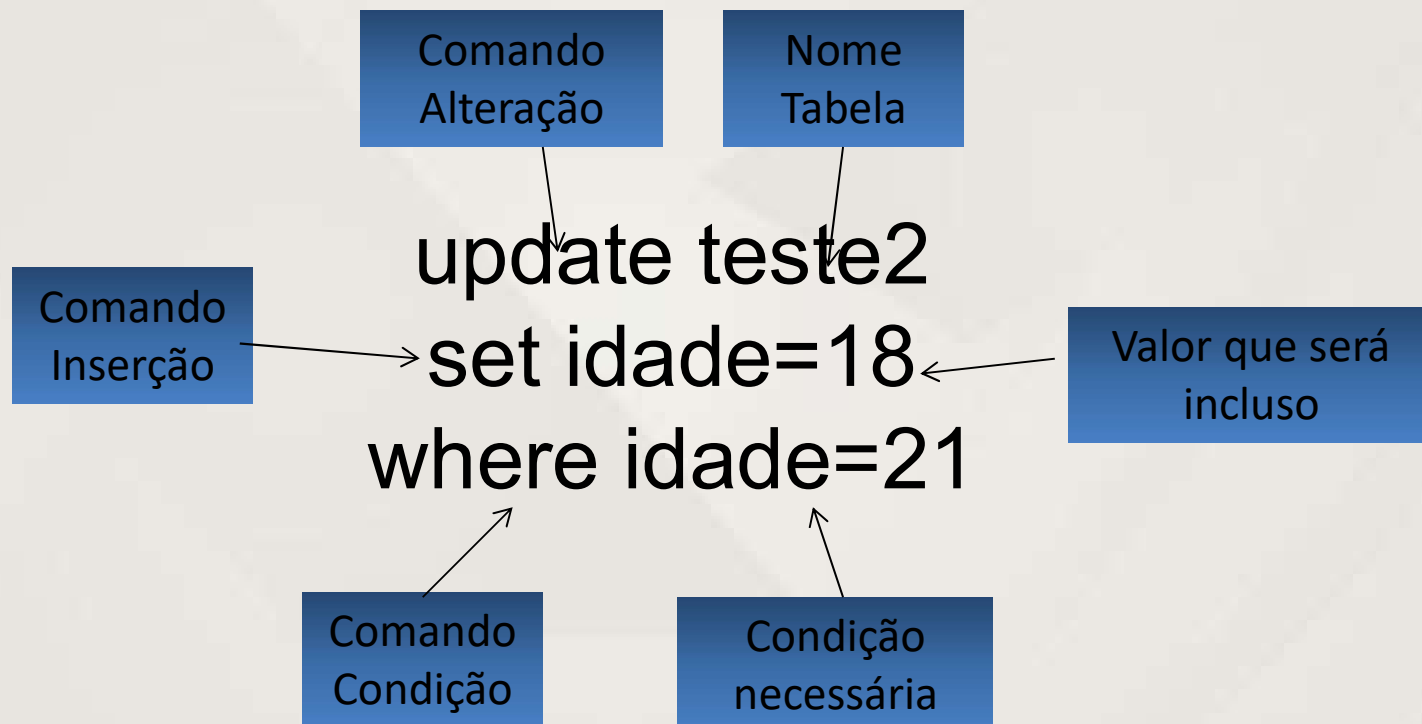 Comando
Alteração
Nome
Tabela
update teste2
Comando
Inserção
set idade=18
Valor que será
incluso
where idade=21
Comando
Condição
Condição
necessária